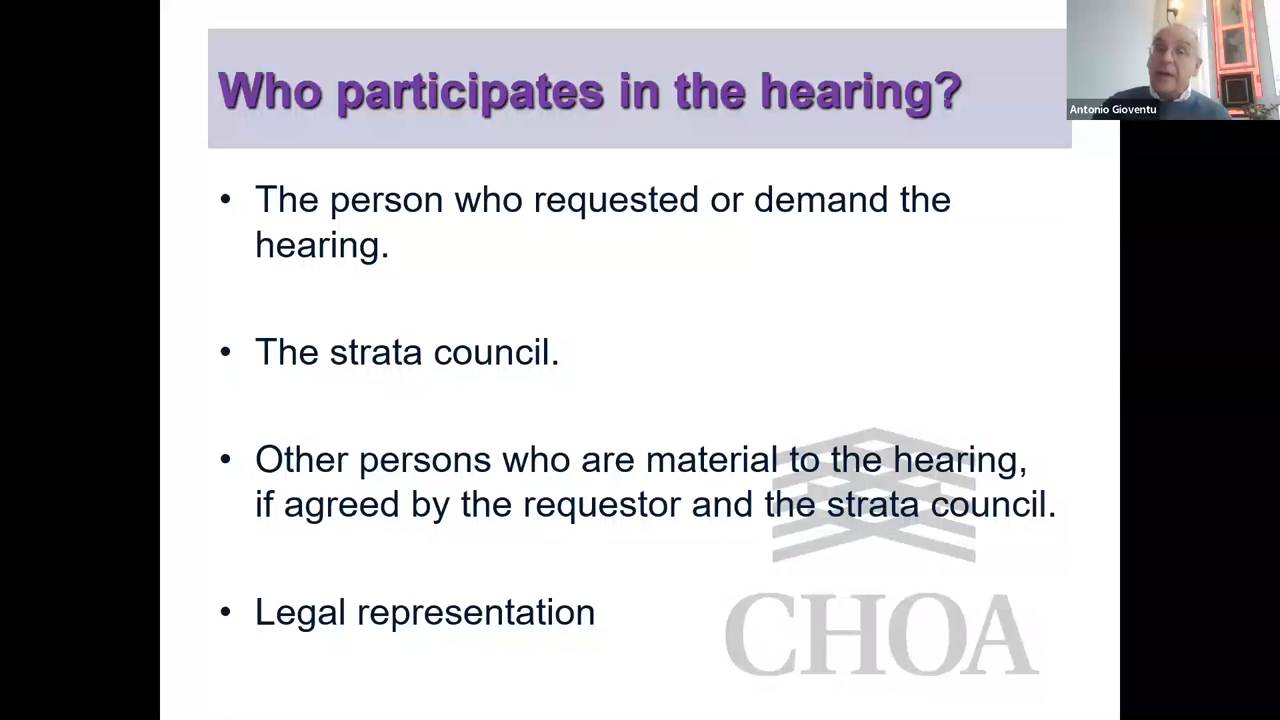 Who participates in the hearing?
Antonio Gioventu
• The person who requested or demand the
hearing.
• The strata council.
• Other persons who are material to the hearing,
if agreed by the requestor and the strata council.
• Legal representation
CHOA